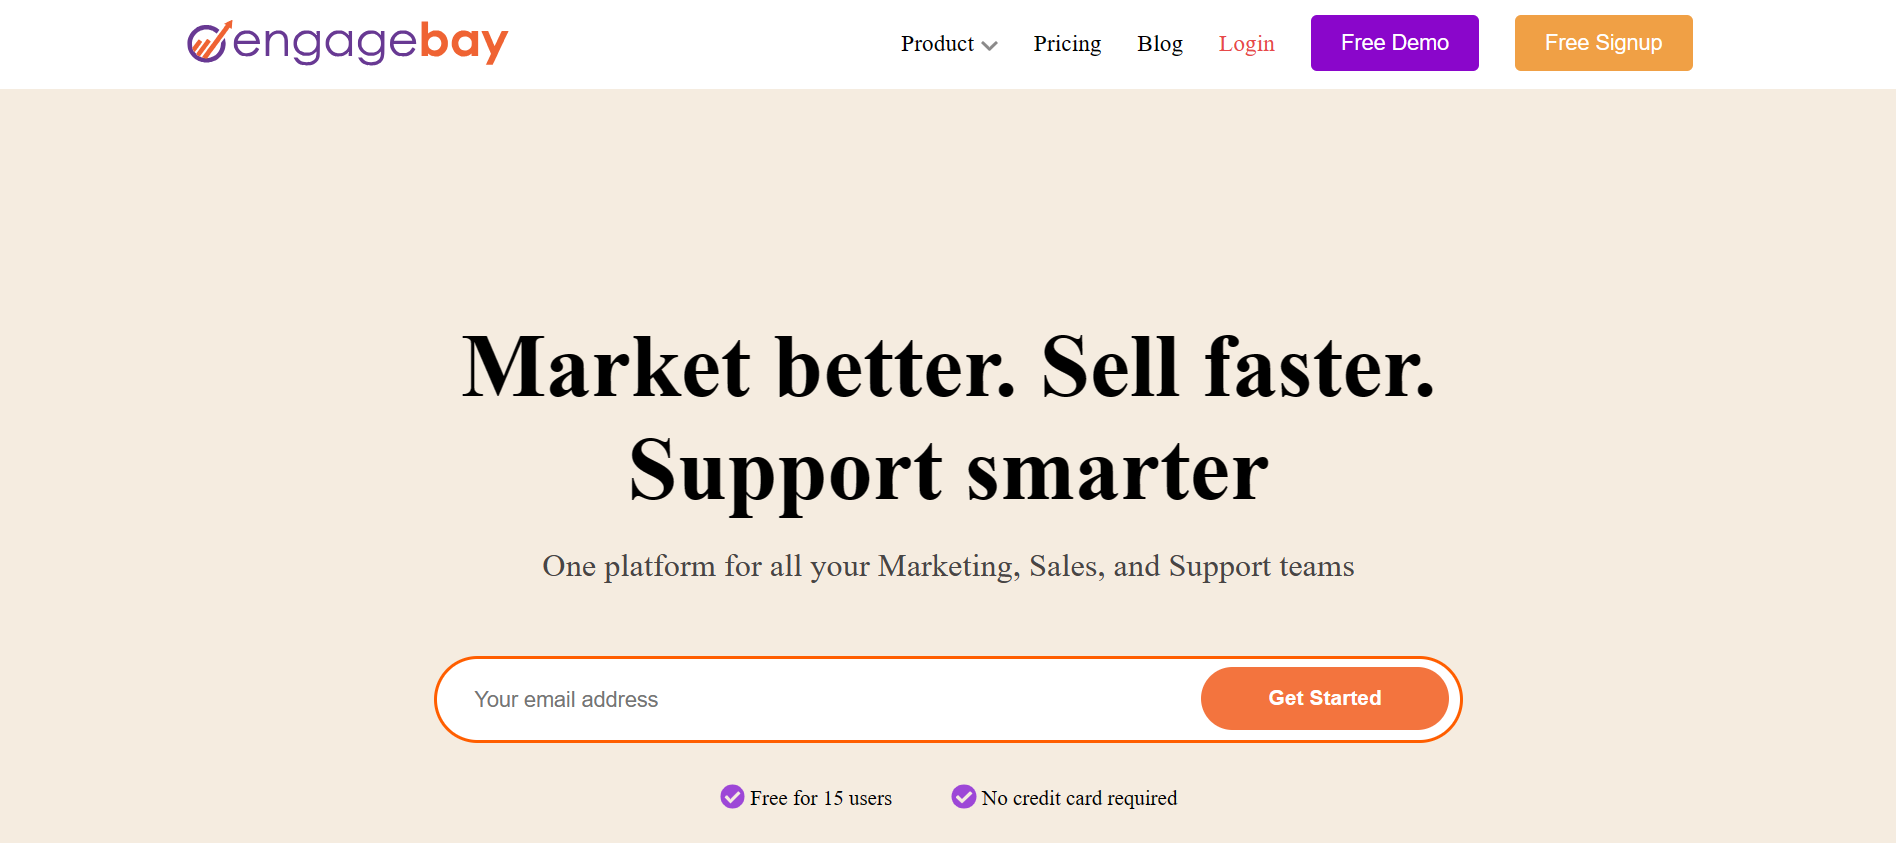 engagebay
Product Pricing Blog Login Free Demo Free Signup
Market better. Sell faster.
Support smarter
One platform for all your Marketing, Sales, and Support teams
Your email address Get Started
Free for 15 users No credit card required